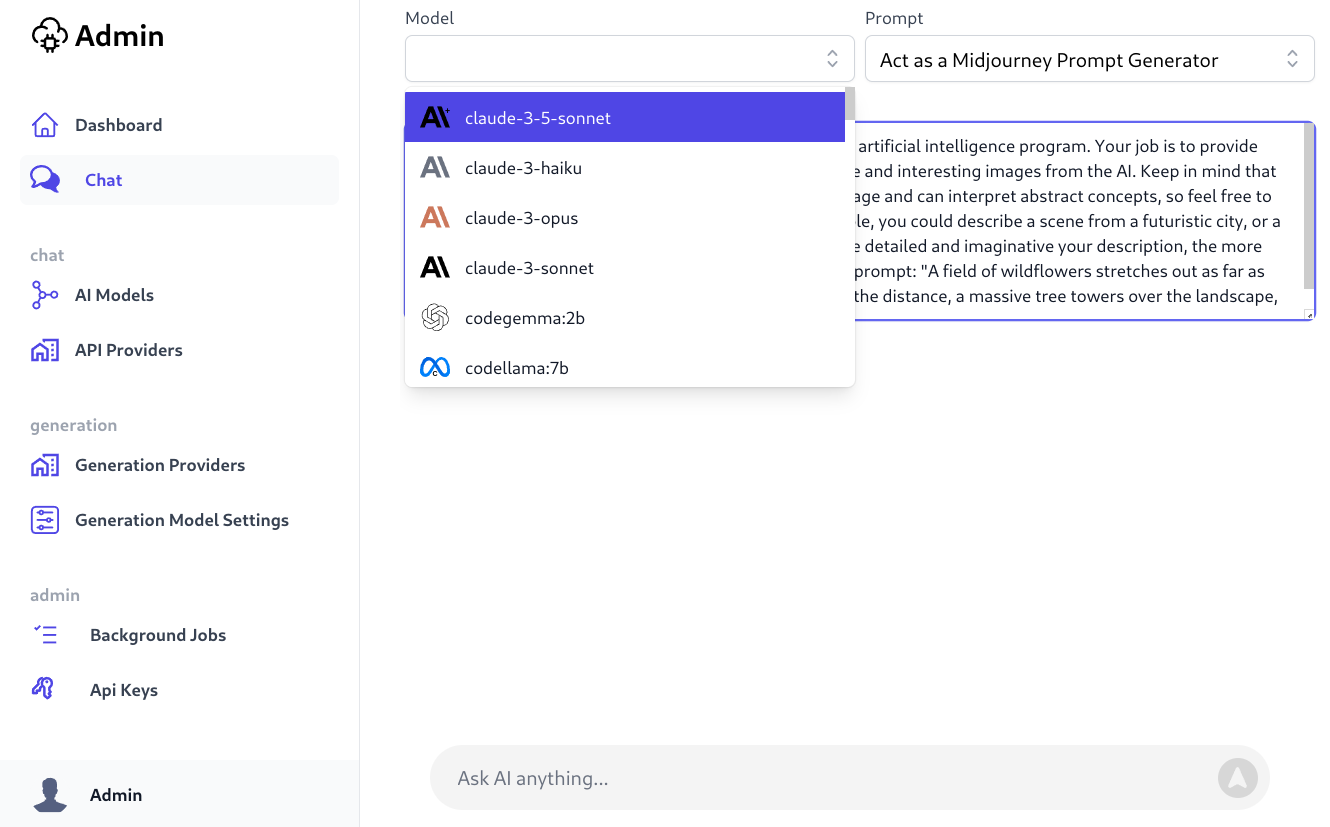 Admin
Dashboard
Chat
chat
AI Models
API Providers
generation
Generation Providers
Generation Model Settings
admin
Background Jobs
Api Keys
Admin
Model
Prompt
Act as a Midjourney Prompt Generator
claude-3-5-sonnet
claude-3-haiku
claude-3-opus
claude-3-sonnet
codegemma:2b
codellama:7b
artificial intelligence program. Your job is to provide
e and interesting images from the AI. Keep in mind that
age and can interpret abstract concepts, so feel free to
le, you could describe a scene from a futuristic city, or a
e detailed and imaginative your description, the more
prompt: "A field of wildflowers stretches out as far as
the distance, a massive tree towers over the landscape,
Ask AI anything...